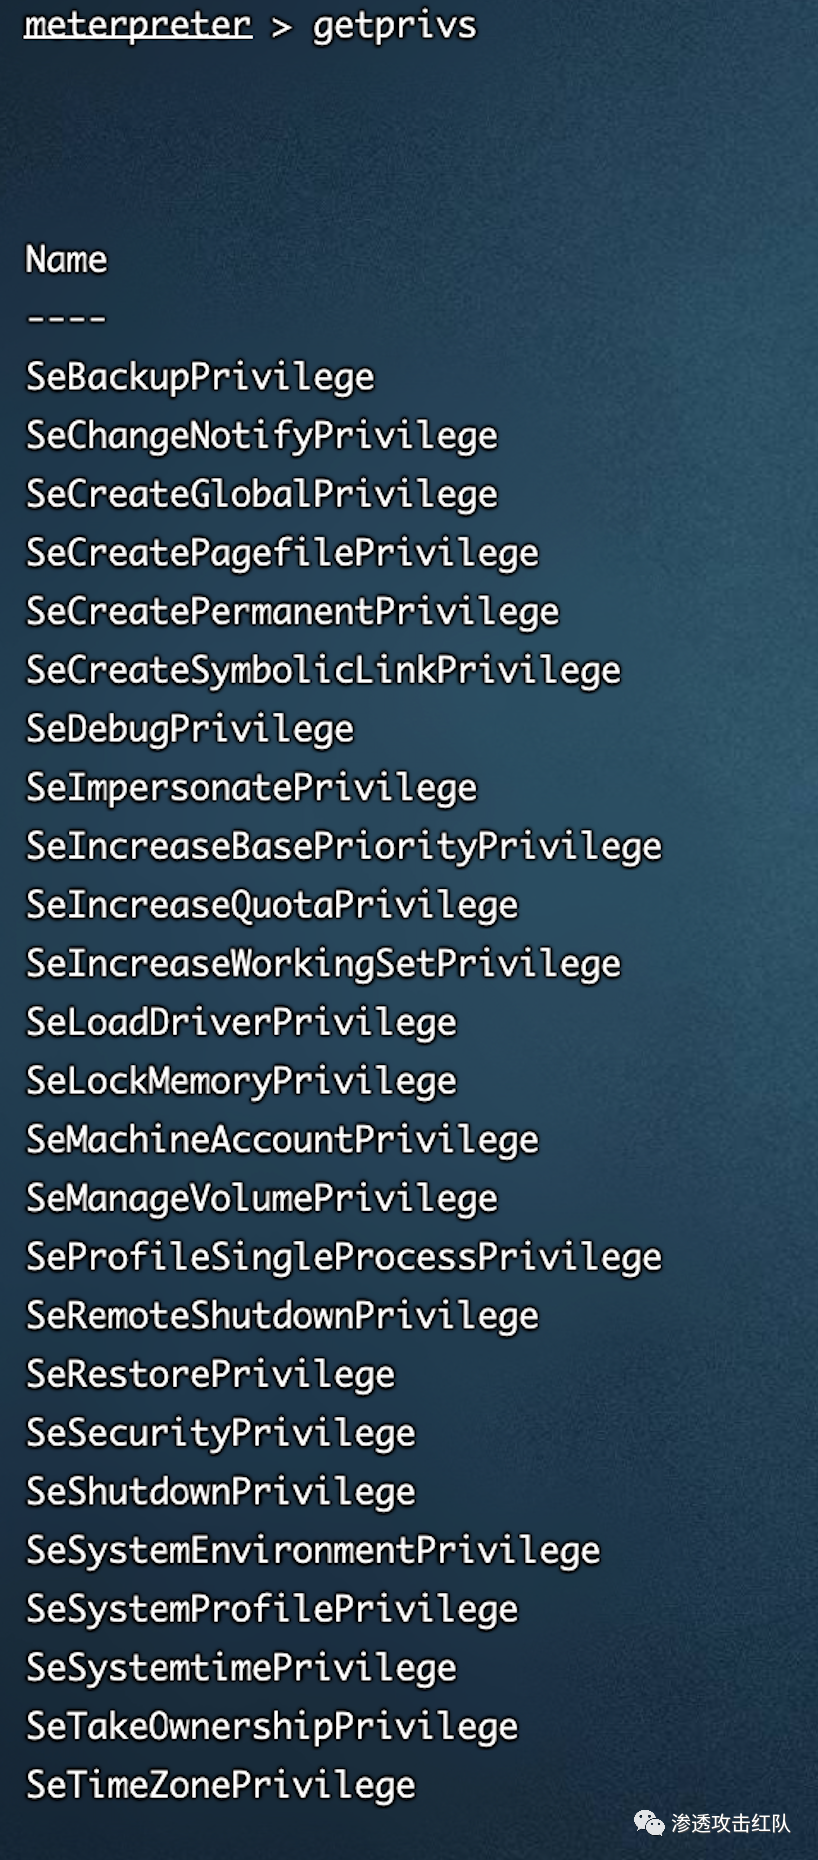 meterpreter > getprivs
Name
----
SeBackupPrivilege
SeChangeNotifyPrivilege
SeCreateGlobalPrivilege
SeCreatePagefilePrivilege
SeCreatePermanentPrivilege
SeCreateSymbolicLinkPrivilege
SeDebugPrivilege
SeImpersonatePrivilege
SeIncreaseBasePriorityPrivilege
SeIncreaseQuotaPrivilege
SeIncreaseWorkingSetPrivilege
SeLoadDriverPrivilege
SeLockMemoryPrivilege
SeMachineAccountPrivilege
SeManageVolumePrivilege
SeProfileSingleProcessPrivilege
SeRemoteShutdownPrivilege
SeRestorePrivilege
SeSecurityPrivilege
SeShutdownPrivilege
SeSystemEnvironmentPrivilege
SeSystemProfilePrivilege
SeSystemtimePrivilege
SeTakeOwnershipPrivilege
SeTimeZonePrivilege
渗透攻击红队